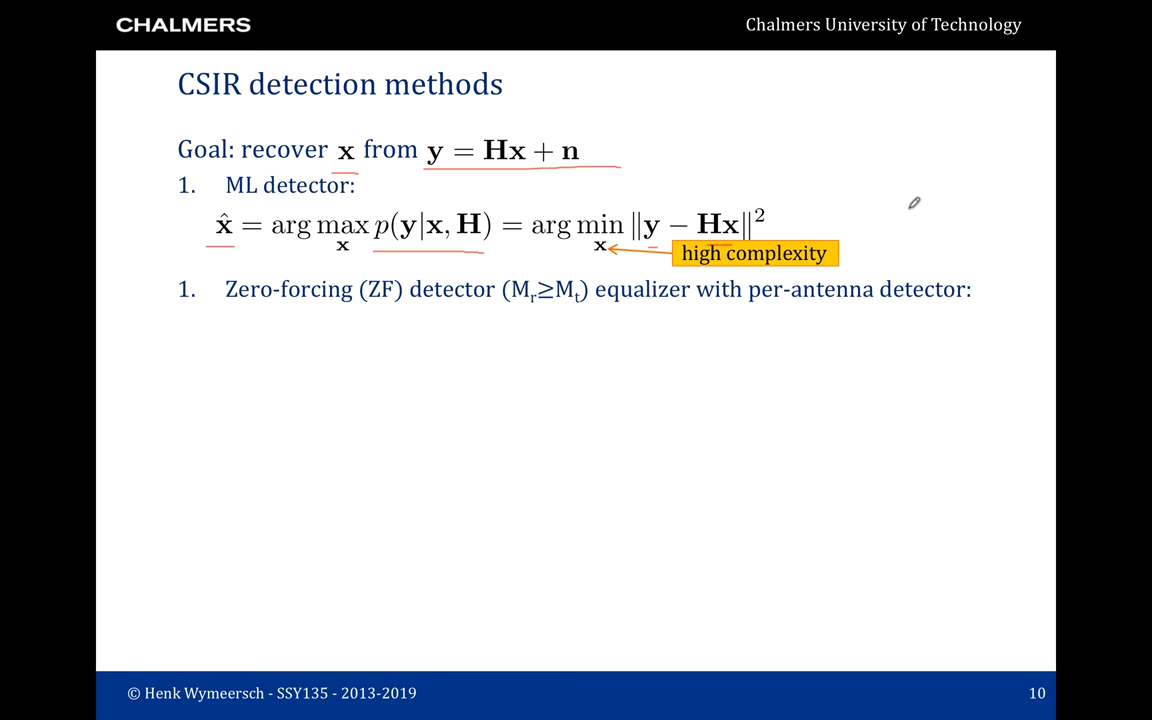 CHALMERS
Chalmers University of Technology
CSIR detection methods
Goal: recover x from y = Hx + n
1. ML detector:
x̂ = arg max p(y|x, H) = arg min ‖y − Hx‖²
x x
high complexity
1. Zero-forcing (ZF) detector (Mᵣ≥Mₜ) equalizer with per-antenna detector:
© Henk Wymeersch - SSY135 - 2013-2019
10